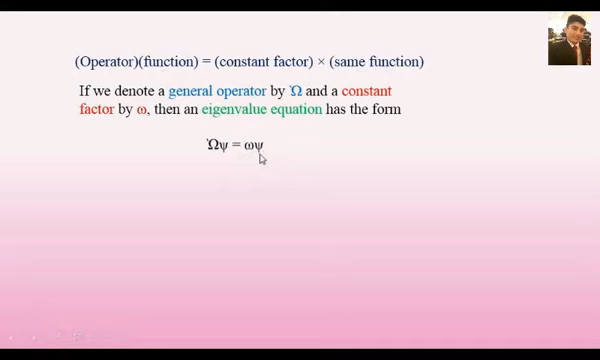 (Operator)(function) = (constant factor) × (same function)
If we denote a general operator by Ὼ and a constant
factor by ω, then an eigenvalue equation has the form
Ὼψ = ωψ